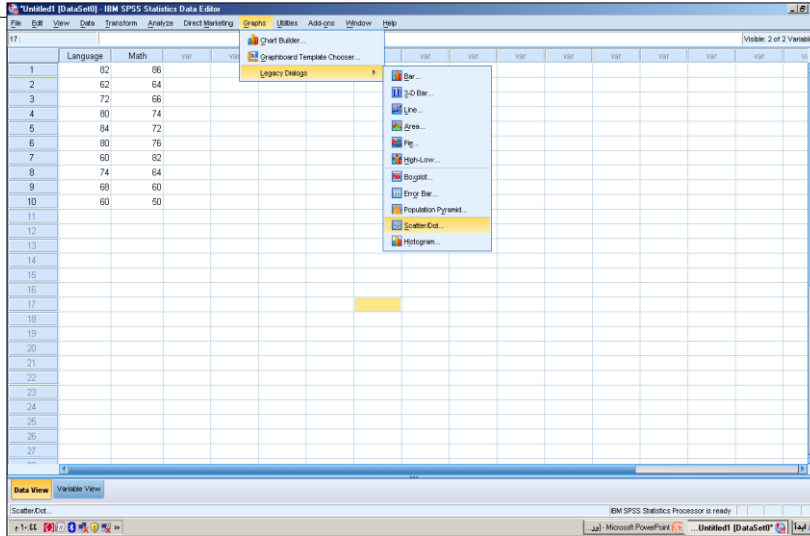 *Untitled1 [DataSet0] - IBM SPSS Statistics Data Editor
File Edit View Data Transform Analyze Direct Marketing Graphs Utilities Add-ons Window Help
17 :
Visible: 2 of 2 Variabl
Language Math var var var var var var var var var
Chart Builder...
Graphboard Template Chooser...
Legacy Dialogs
Bar...
3-D Bar...
Line...
Area...
Pie...
High-Low...
Boxplot...
Error Bar...
Population Pyramid...
Scatter/Dot...
Histogram...
1 82 86
2 62 64
3 72 66
4 80 74
5 84 72
6 80 76
7 60 82
8 74 64
9 68 60
10 60 50
11
12
13
14
15
16
17
18
19
20
21
22
23
24
25
26
27
Data View Variable View
Scatter/Dot...
IBM SPSS Statistics Processor is ready
...Microsoft PowerPoint - اور
...Untitled1 [DataSet0*
ابدأ